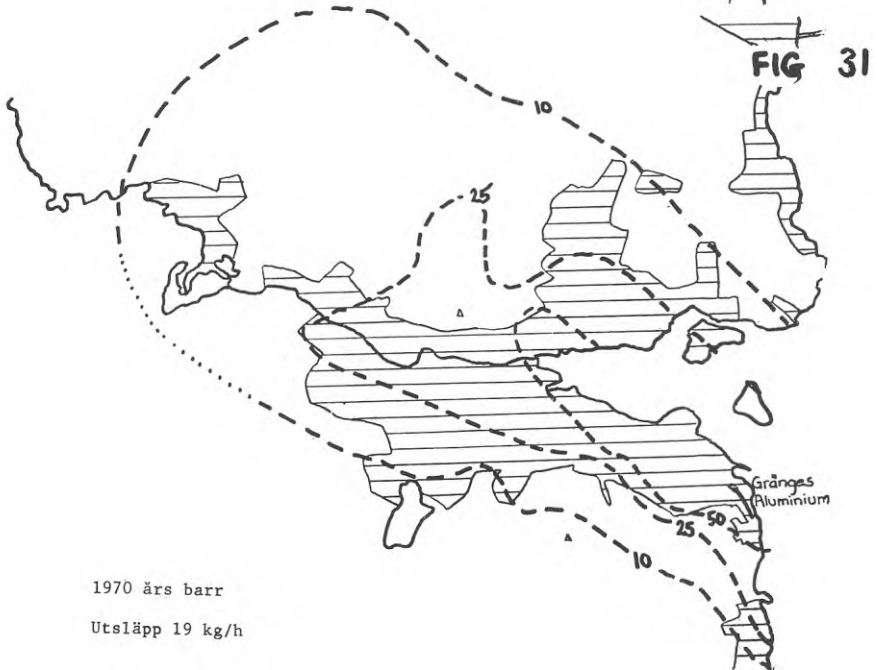 FIG 31
10
25
Gränges
Aluminium
50
25
10
1970 års barr
Utsläpp 19 kg/h